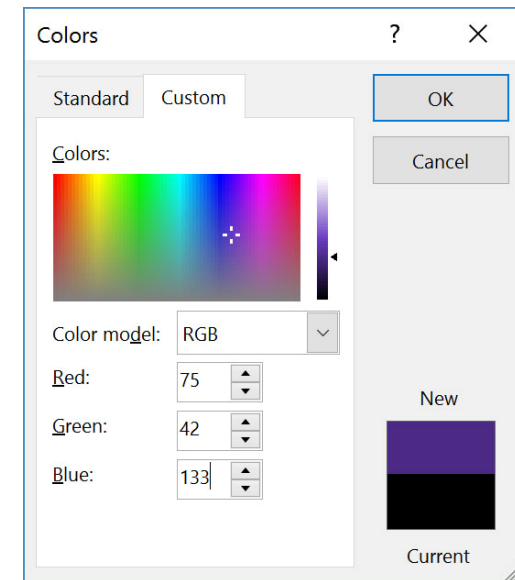 Colors ?
Standard Custom
OK
Colors:
Cancel
Color model: RGB
Red: 75
Green: 42
Blue: 133
New
Current